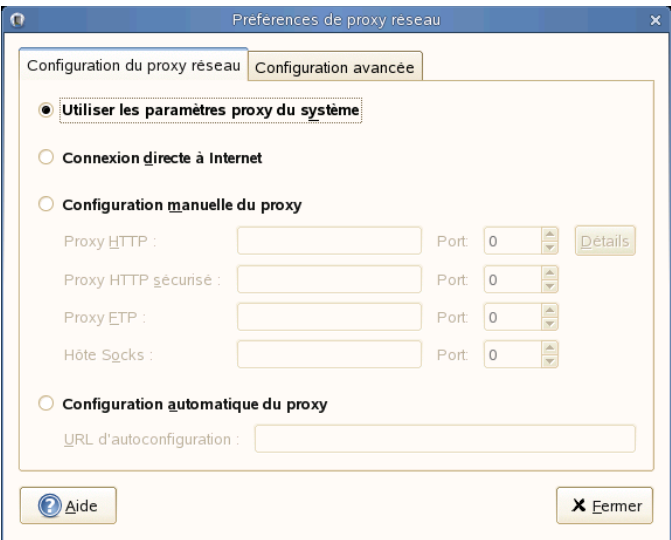 Préférences de proxy réseau
Configuration du proxy réseau
Configuration avancée
Utiliser les paramètres proxy du système
Connexion directe à Internet
Configuration manuelle du proxy
Proxy HTTP : Port: 0 Détails
Proxy HTTP sécurisé : Port: 0
Proxy FTP : Port: 0
Hôte Socks : Port: 0
Configuration automatique du proxy
URL d'autoconfiguration :
Aide
Fermer